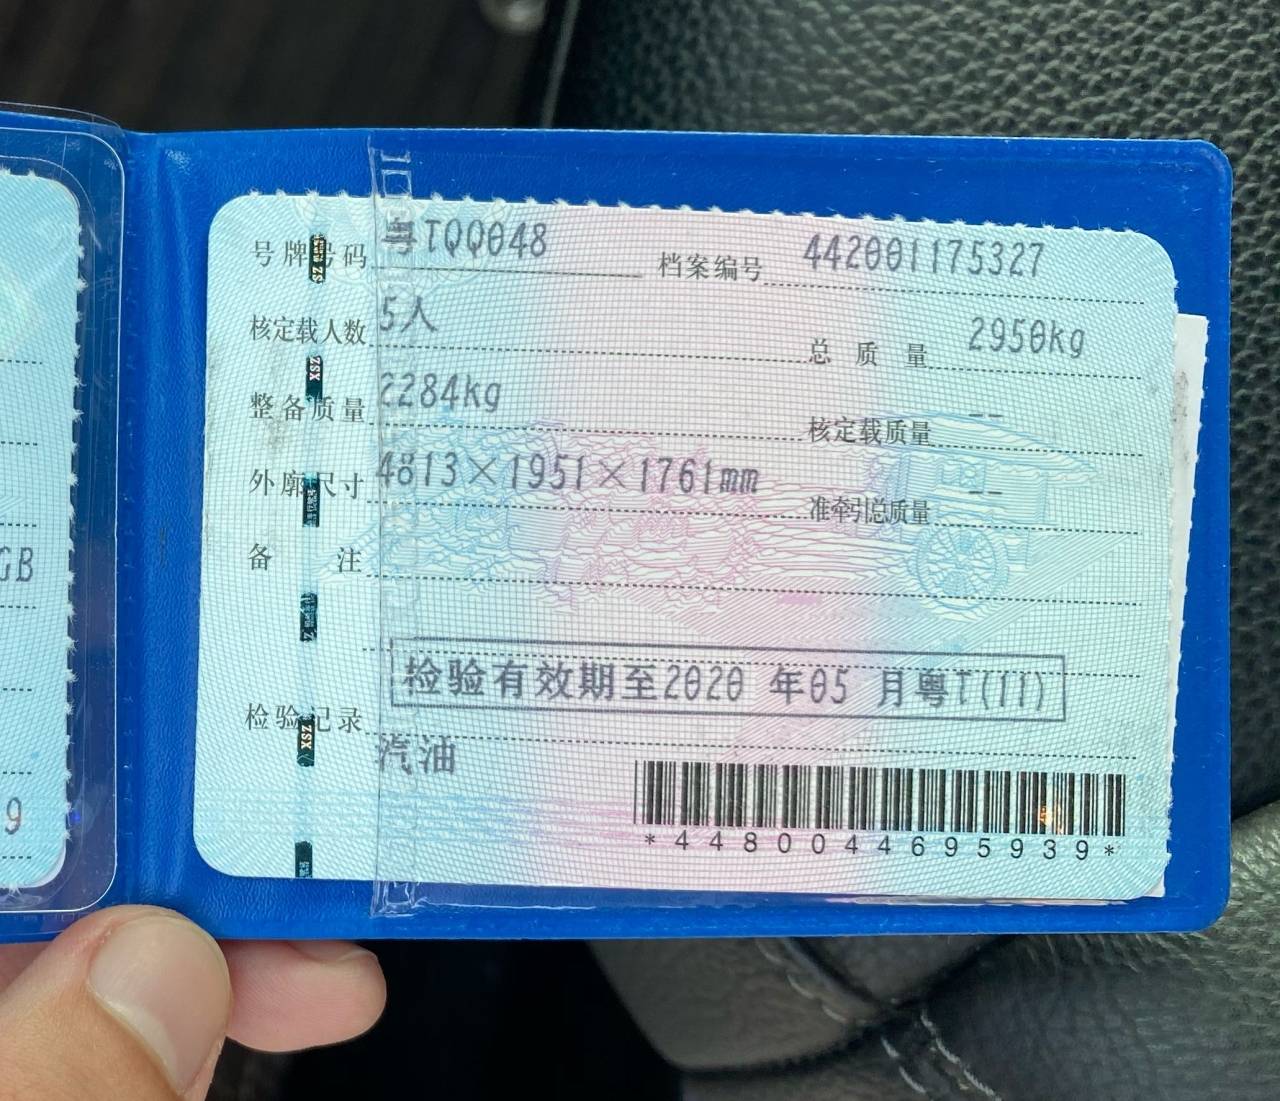 号牌号码 粤TQQ048 档案编号 442001175327
核定载人数 5人 总质量 2950kg
整备质量 2284kg 核定载质量 --
外廓尺寸 4813×1951×1761mm 准牵引总质量 --
备注
检验有效期至2020 年05 月粤T(11)
检验记录
汽油
*4480044695939*
GB
9
XSZ
XSZ